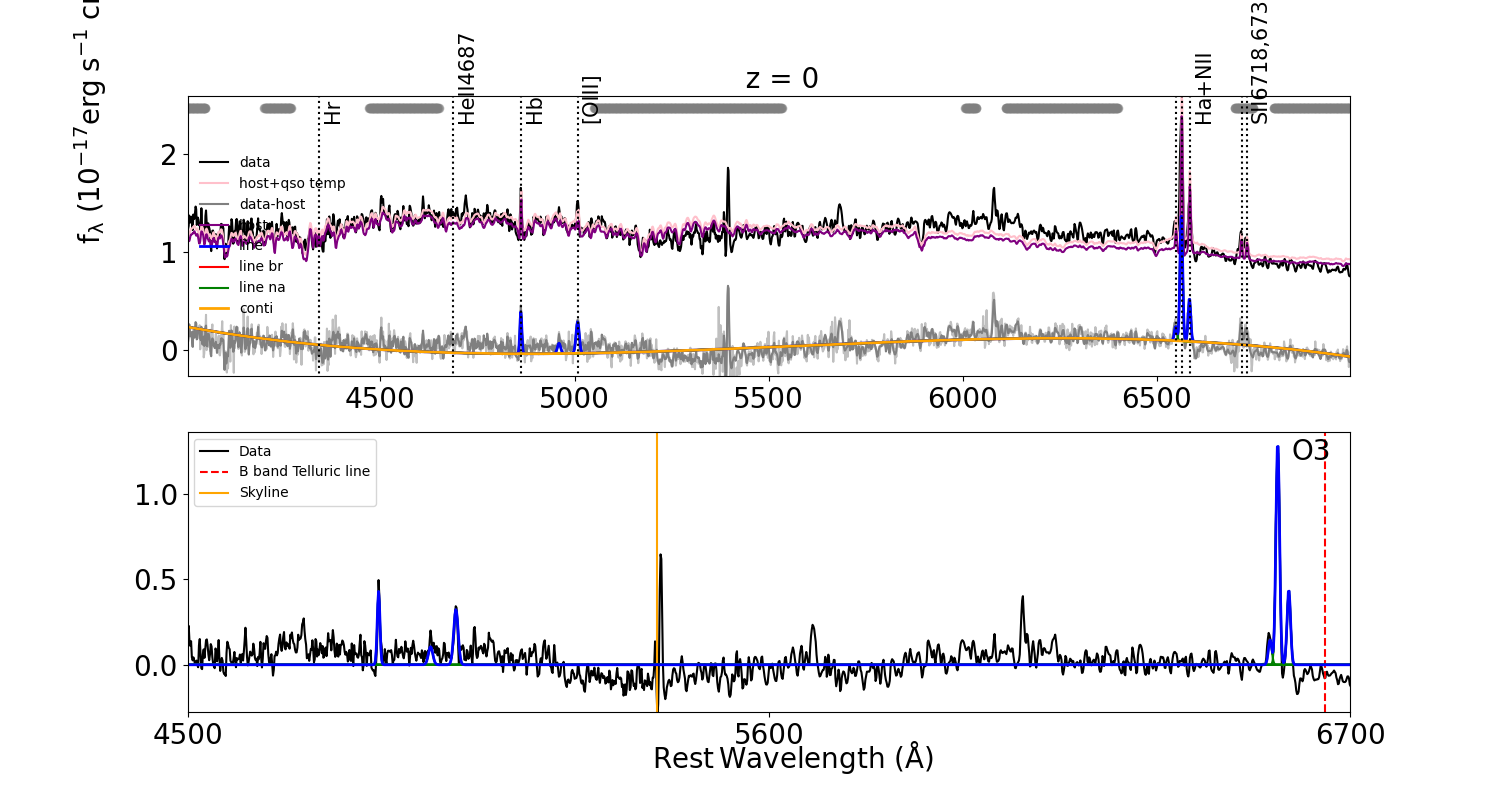 z = 0
f_λ (10^−17 erg s^−1
Hr
HeII4687
Hb
[OIII]
Ha+NII
SII6718,673
data
host+qso temp
data-host
line
line br
line na
conti
2
1
0
4500 5000 5500 6000 6500
Data
B band Telluric line
Skyline
O3
1.0
0.5
0.0
4500 5600 6700
Rest Wavelength (Å)